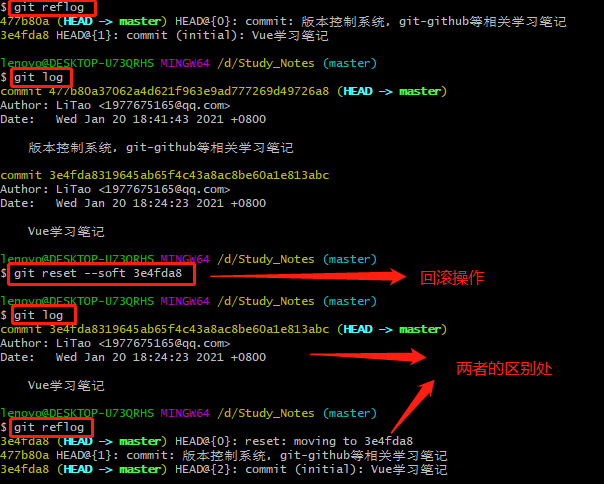 $ git reflog
477b80a (HEAD -> master) HEAD@{0}: commit: 版本控制系统, git-github等相关学习笔记
3e4fda8 HEAD@{1}: commit (initial): Vue学习笔记
lenovo@DESKTOP-U73QRHS MINGW64 /d/Study_Notes (master)
$ git log
commit 477b80a37062a4d621f963e9ad777269d49726a8 (HEAD -> master)
Author: LiTao <1977675165@qq.com>
Date: Wed Jan 20 18:41:43 2021 +0800
版本控制系统, git-github等相关学习笔记
commit 3e4fda8319645ab65f4c43a8ac8be60a1e813abc
Author: LiTao <1977675165@qq.com>
Date: Wed Jan 20 18:24:23 2021 +0800
Vue学习笔记
lenovo@DESKTOP-U73QRHS MINGW64 /d/Study_Notes (master)
$ git reset --soft 3e4fda8
回滚操作
lenovo@DESKTOP-U73QRHS MINGW64 /d/Study_Notes (master)
$ git log
commit 3e4fda8319645ab65f4c43a8ac8be60a1e813abc (HEAD -> master)
Author: LiTao <1977675165@qq.com>
Date: Wed Jan 20 18:24:23 2021 +0800
两者的区别处
Vue学习笔记
lenovo@DESKTOP-U73QRHS MINGW64 /d/Study_Notes (master)
$ git reflog
3e4fda8 (HEAD -> master) HEAD@{0}: reset: moving to 3e4fda8
477b80a HEAD@{1}: commit: 版本控制系统, git-github等相关学习笔记
3e4fda8 (HEAD -> master) HEAD@{2}: commit (initial): Vue学习笔记